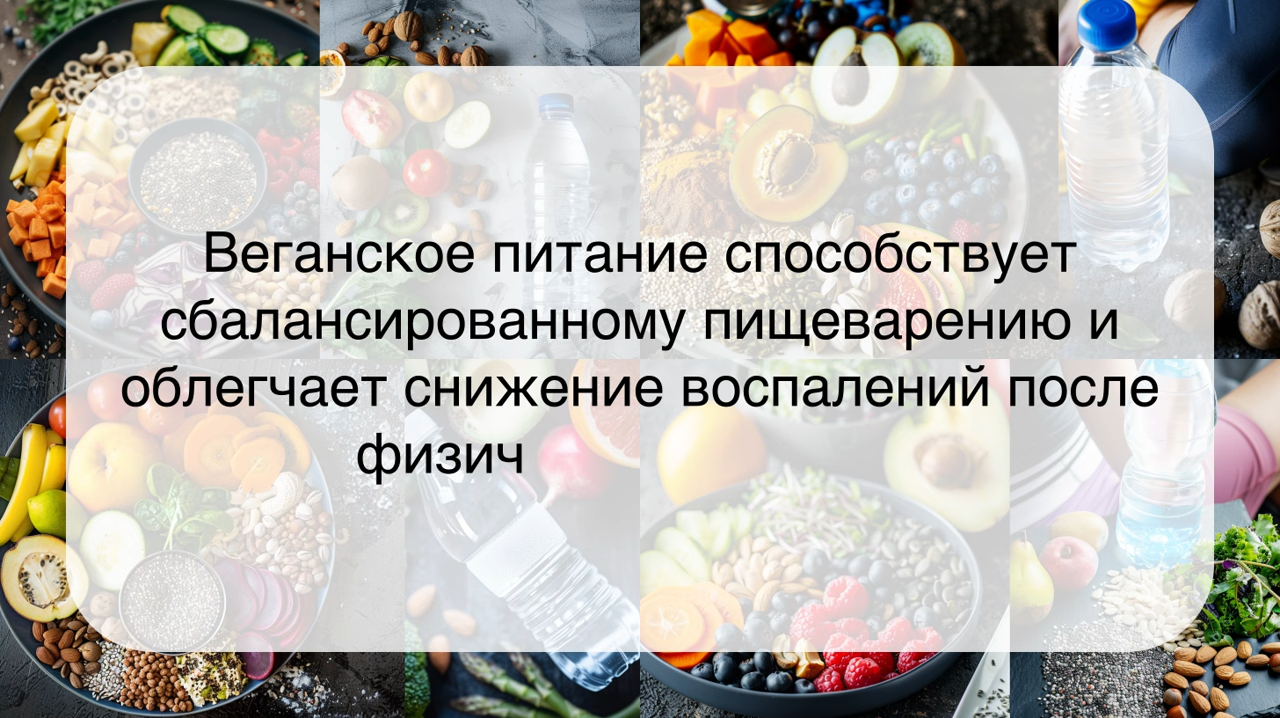 Веганское питание способствует
сбалансированному пищеварению и
облегчает снижение воспалений после
физич